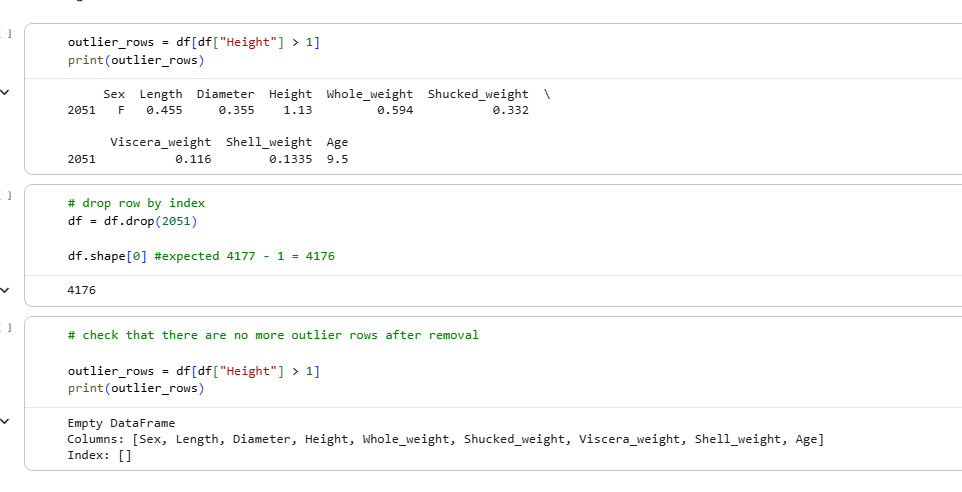 [ ]
outlier_rows = df[df["Height"] > 1]
print(outlier_rows)
Sex Length Diameter Height Whole_weight Shucked_weight \
2051 F 0.455 0.355 1.13 0.594 0.332
Viscera_weight Shell_weight Age
2051 0.116 0.1335 9.5
[ ]
# drop row by index
df = df.drop(2051)
df.shape[0] #expected 4177 - 1 = 4176
4176
[ ]
# check that there are no more outlier rows after removal
outlier_rows = df[df["Height"] > 1]
print(outlier_rows)
Empty DataFrame
Columns: [Sex, Length, Diameter, Height, Whole_weight, Shucked_weight, Viscera_weight, Shell_weight, Age]
Index: []